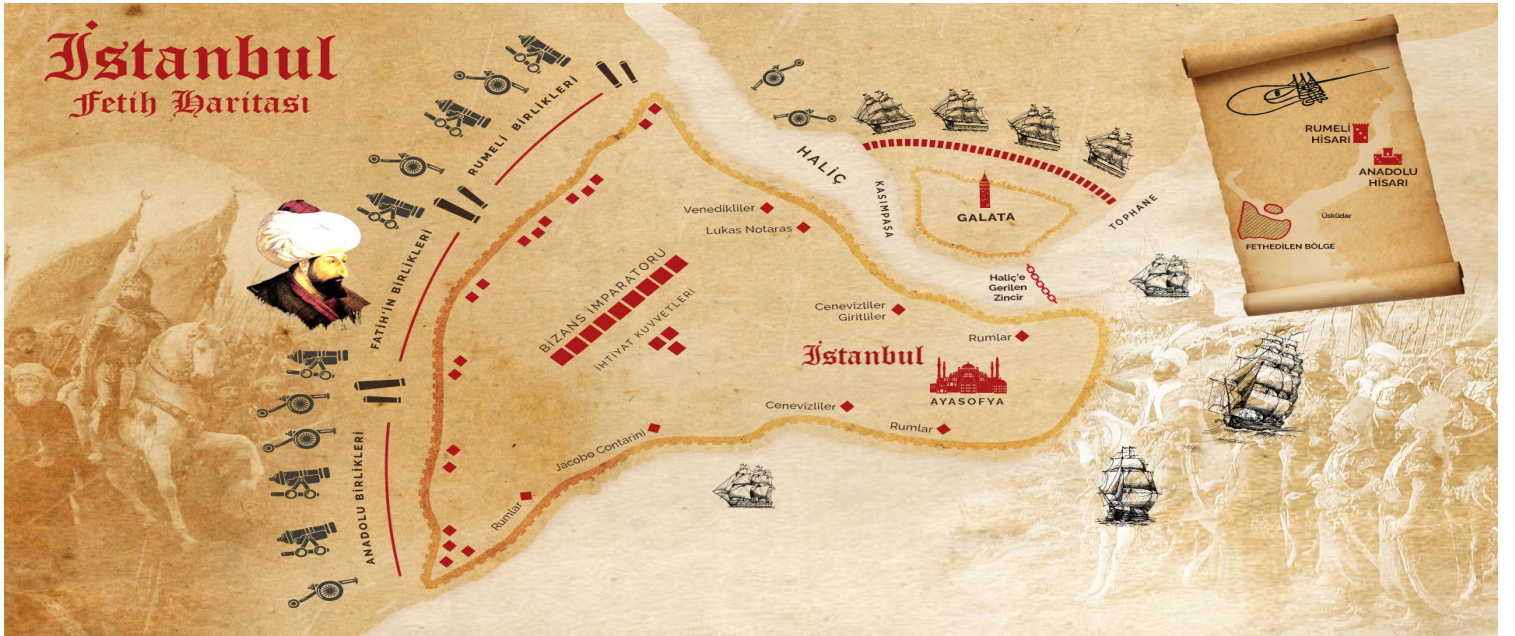 İstanbul
Fetih Haritası
RUMELİ BİRLİKLERİ
FATİH'İN BİRLİKLERİ
ANADOLU BİRLİKLERİ
HALİÇ
KASIMPAŞA
GALATA
TOPHANE
Venedikliler
Lukas Notaras
BİZANS İMPARATORU
İHTİYAT KUVVETLERİ
Haliç'e
Gerilen
Zincir
Cenevizliler
Giritliler
Rumlar
İstanbul
AYASOFYA
Cenevizliler
Rumlar
Jacobo Contarini
Rumlar
RUMELİ
HİSARI
ANADOLU
HİSARI
Üsküdar
FETHEDİLEN BÖLGE